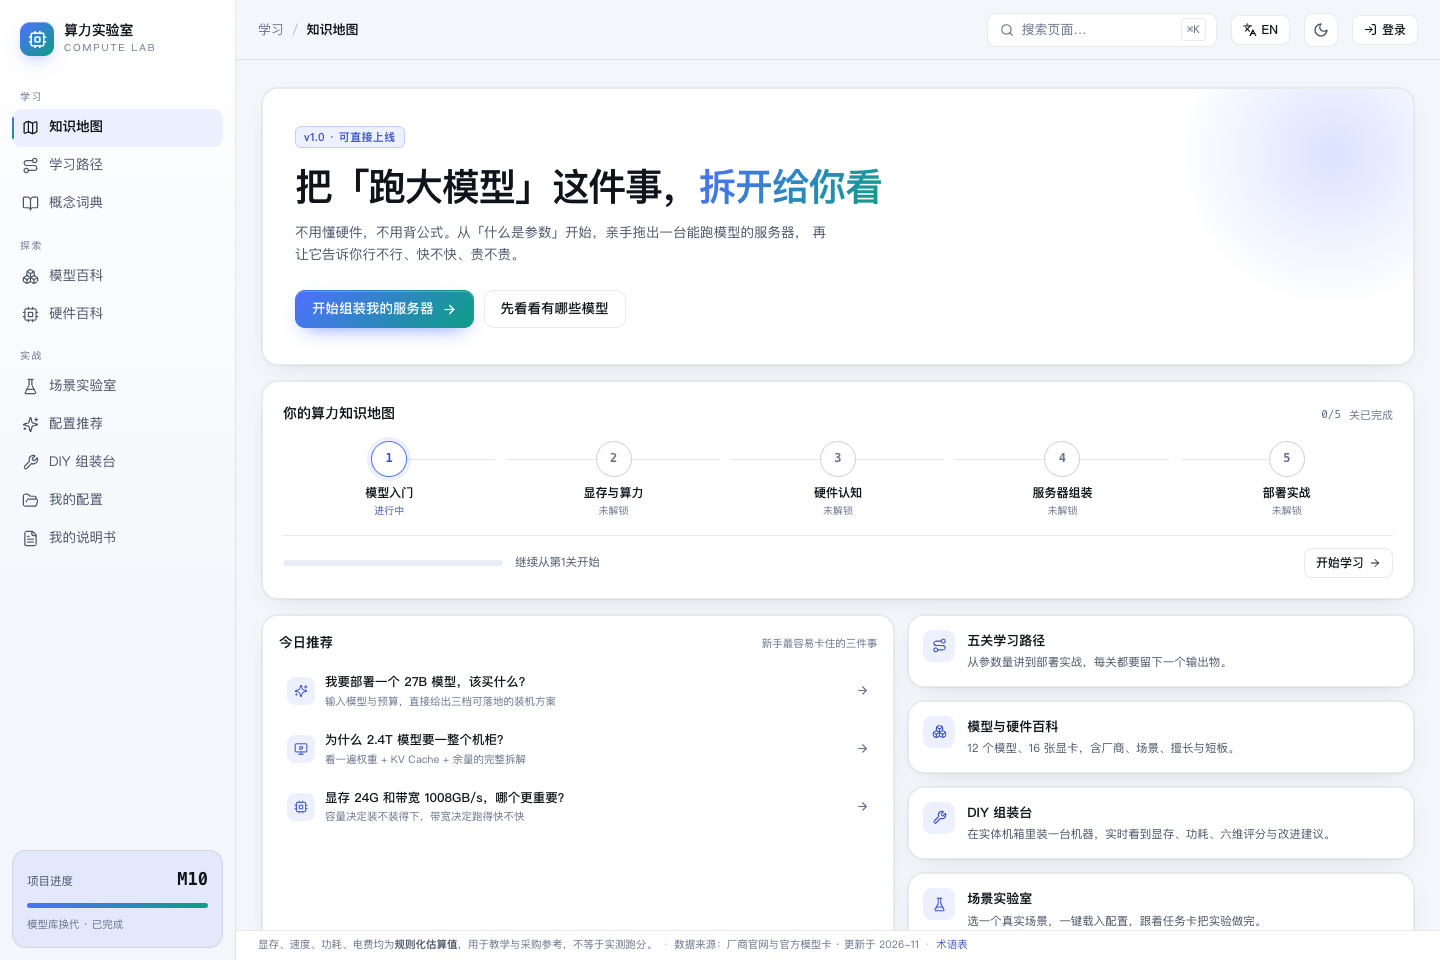 算力实验室
COMPUTE LAB
学习
知识地图
学习路径
概念词典
探索
模型百科
硬件百科
实战
场景实验室
配置推荐
DIY 组装台
我的配置
我的说明书
项目进度
M10
模型库换代 · 已完成
学习 / 知识地图
搜索页面...
⌘K
EN
登录
v1.0 · 可直接上线
把「跑大模型」这件事，拆开给你看
不用懂硬件，不用背公式。从「什么是参数」开始，亲手拖出一台能跑模型的服务器， 再
让它告诉你行不行、快不快、贵不贵。
开始组装我的服务器
先看看有哪些模型
你的算力知识地图
0/5 关已完成
1
2
3
4
5
模型入门
显存与算力
硬件认知
服务器组装
部署实战
进行中
未解锁
未解锁
未解锁
未解锁
继续从第1关开始
开始学习
今日推荐
新手最容易卡住的三件事
我要部署一个 27B 模型，该买什么？
输入模型与预算，直接给出三档可落地的装机方案
为什么 2.4T 模型要一整个机柜？
看一遍权重 + KV Cache + 余量的完整拆解
显存 24G 和带宽 1008GB/s，哪个更重要？
容量决定装不装得下，带宽决定跑得快不快
五关学习路径
从参数量讲到部署实战，每关都要留下一个输出物。
模型与硬件百科
12 个模型、16 张显卡，含厂商、场景、擅长与短板。
DIY 组装台
在实体机箱里装一台机器，实时看到显存、功耗、六维评分与改进建议。
场景实验室
选一个真实场景，一键载入配置，跟着任务卡把实验做完。
显存、速度、功耗、电费均为规则化估算值，用于教学与采购参考，不等于实测跑分。 · 数据来源：厂商官网与官方模型卡 · 更新于 2026-11 · 术语表